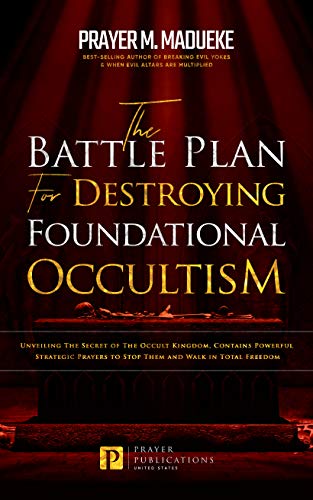 PRAYER M. MADUEKE
BEST-SELLING AUTHOR OF BREAKING EVIL YOKES
& WHEN EVIL ALTARS ARE MULTIPLIED
The
BATTLE PLAN
For DESTROYING
FOUNDATIONAL
OCCULTISM
UNVEILING THE SECRET OF THE OCCULT KINGDOM, CONTAINS POWERFUL
STRATEGIC PRAYERS TO STOP THEM AND WALK IN TOTAL FREEDOM
P
PRAYER
PUBLICATIONS
UNITED STATES